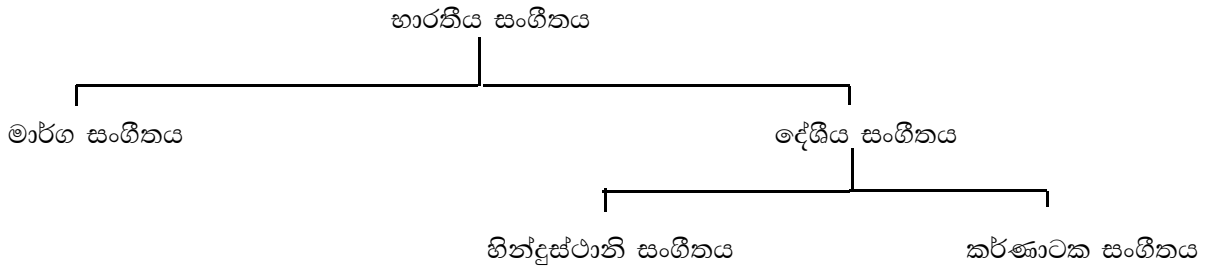 භාරතීය සංගීතය
මාර්ග සංගීතය    දේශීය සංගීතය
හින්දුස්ථානි සංගීතය    කර්ණාටක සංගීතය